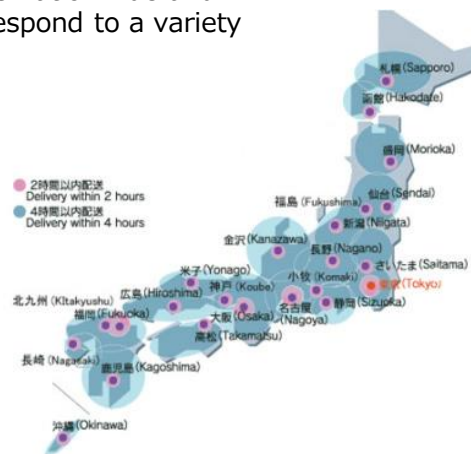 espond to a variety
札幌(Sapporo)
函館(Hakodate)
盛岡(Morioka)
2時間以内配送
Delivery within 2 hours
4時間以内配送
Delivery within 4 hours
仙台(Sendai)
福島(Fukushima)
新潟(Niigata)
金沢(Kanazawa)
長野(Nagano)
さいたま(Saitama)
米子(Yonago)
小牧(Komaki)
東京(Tokyo)
広島(Hiroshima)
神戸(Koube)
北九州(KItakyushu)
名古屋
(Nagoya)
静岡(Sizuoka)
福岡(Fukuoka)
大阪(Osaka)
高松(Takamatsu)
長崎(Nagasaki)
鹿児島(Kagoshima)
沖縄(Okinawa)